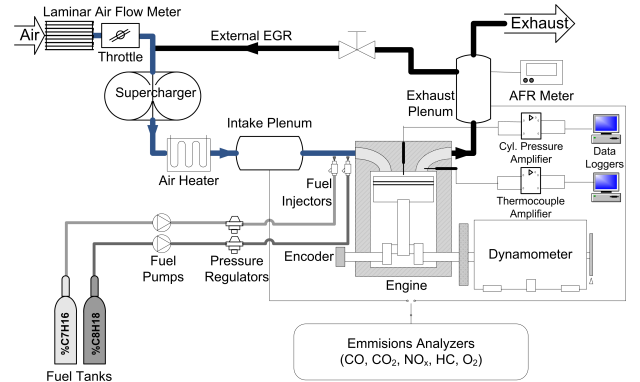 Laminar Air Flow Meter
Air
Throttle
External EGR
Exhaust
Supercharger
Exhaust
Plenum
AFR Meter
Intake Plenum
Air Heater
Fuel
Injectors
Cyl. Pressure
Amplifier
Data
Loggers
Thermocouple
Amplifier
Fuel
Pumps
Pressure
Regulators
Encoder
Engine
Dynamometer
%C7H16
%C8H18
Fuel Tanks
Emmisions Analyzers
(CO, CO₂, NOₓ, HC, O₂)